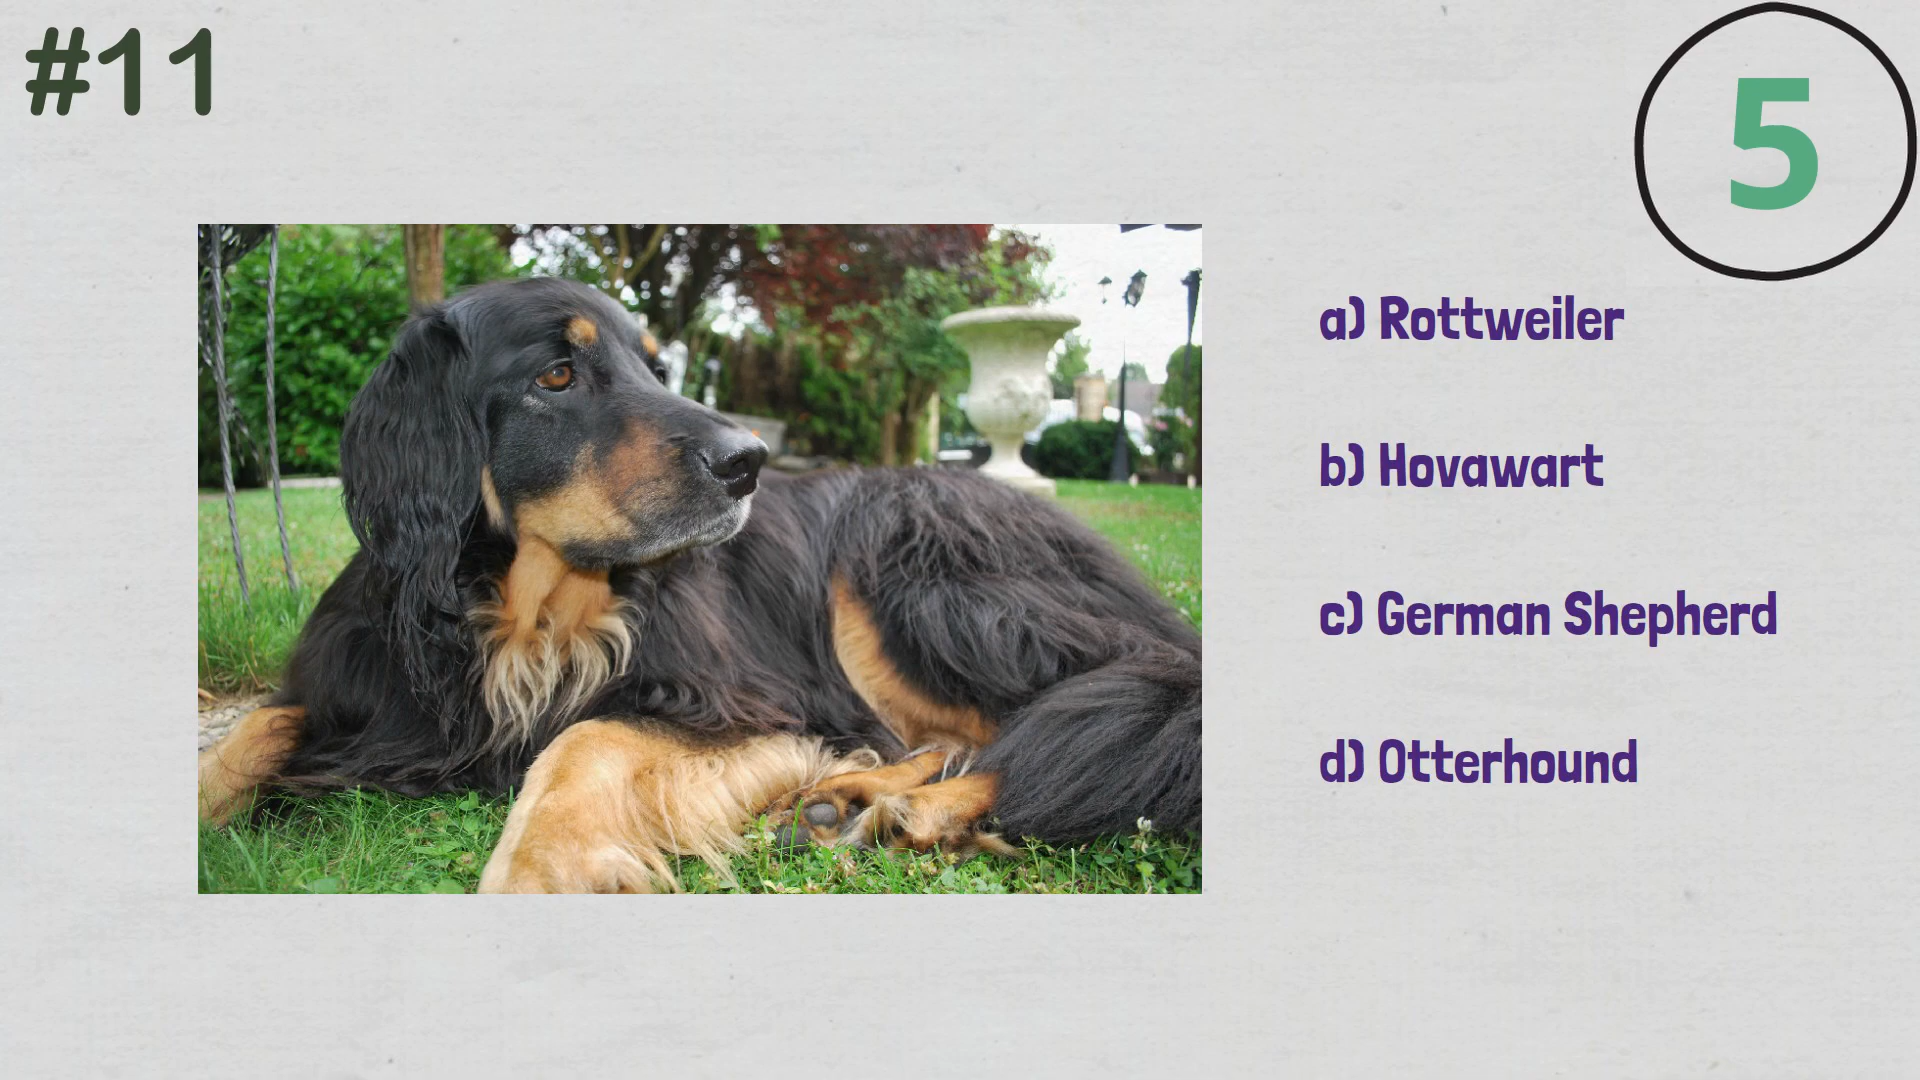 #11
5
a) Rottweiler
b) Hovawart
c) German Shepherd
d) Otterhound